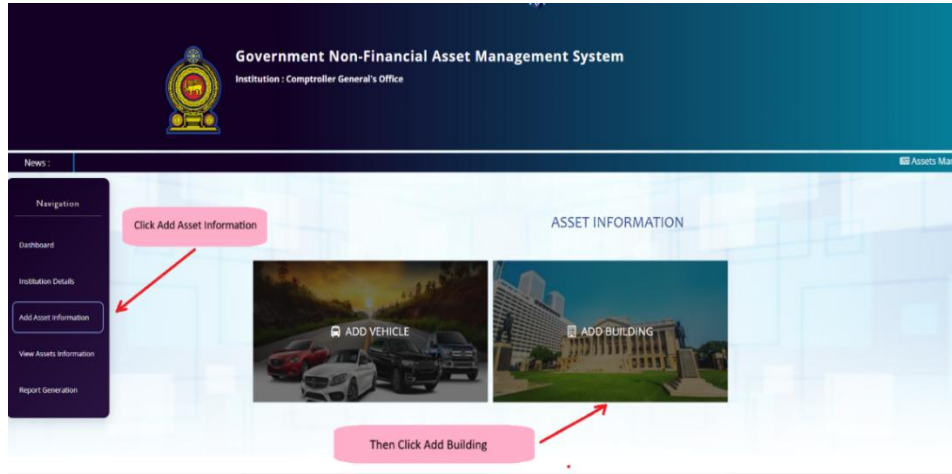 Government Non-Financial Asset Management System
Institution : Comptroller General's Office
News :
Assets Mar
Navigation
Dashboard
Institution Details
Add Asset Information
View Assets Information
Report Generation
Click Add Asset Information
ASSET INFORMATION
ADD VEHICLE
ADD BUILDING
Then Click Add Building